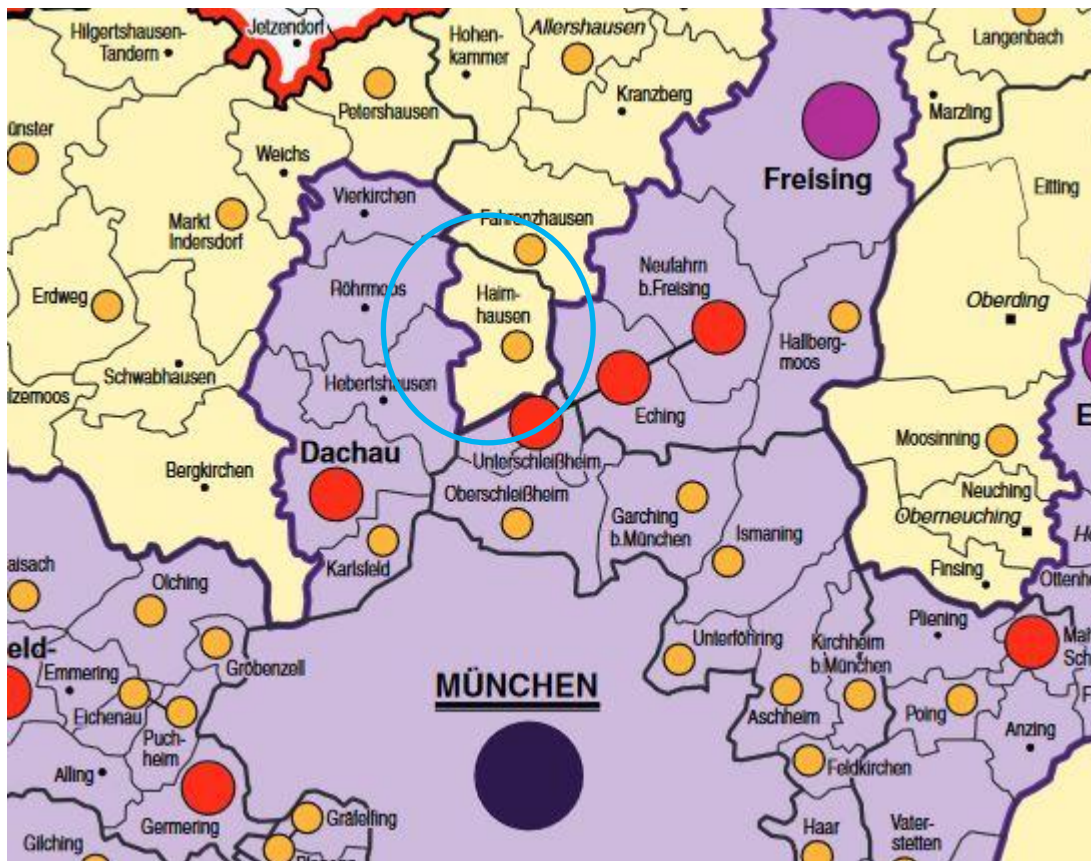 Hilgertshausen-
Tandern
Jetzendorf
Hohen-
kammer
Allershausen
Langenbach
Petershausen
Kranzberg
Marzling
ünster
Weichs
Freising
Eitting
Vierkirchen
Markt
Indersdorf
Fahrenzhausen
Neufahrn
b.Freising
Erdweg
Röhrmoos
Haim-
hausen
Oberding
Hallberg-
moos
Schwabhausen
Hebertshausen
Eching
E
Moosinning
Dachau
Unterschleißheim
Bergkirchen
Oberschleißheim
Neuching
Garching
b.München
Oberneuching
Ismaning
aisach
Olching
Karlsfeld
Finsing
Ottenh
Pliening
eld-
Emmering
Gröbenzell
Unterföhring
Kirchheim
b.München
Eichenau
MÜNCHEN
Aschheim
Poing
Anzing
Puch-
heim
Alling
Feldkirchen
Germering
Gräfelfing
Gilching
Haar
Vater-
stetten